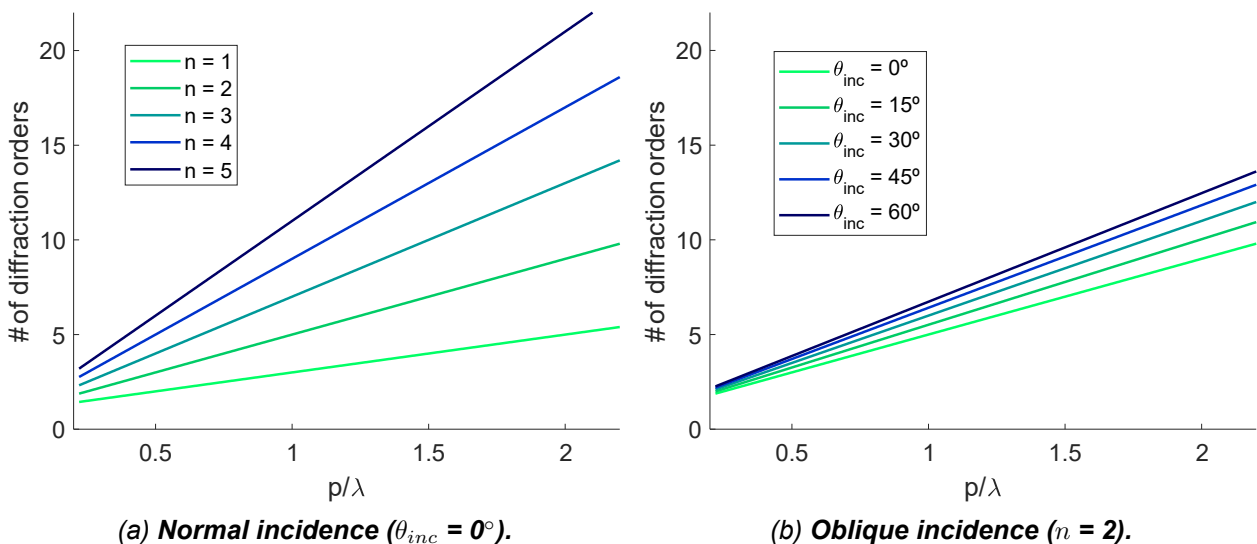 # of diffraction orders
20
15
10
5
0
n = 1
n = 2
n = 3
n = 4
n = 5
0.5 1 1.5 2
p/λ
(a) Normal incidence (θinc = 0°).
# of diffraction orders
20
15
10
5
0
θinc = 0º
θinc = 15º
θinc = 30º
θinc = 45º
θinc = 60º
0.5 1 1.5 2
p/λ
(b) Oblique incidence (n = 2).